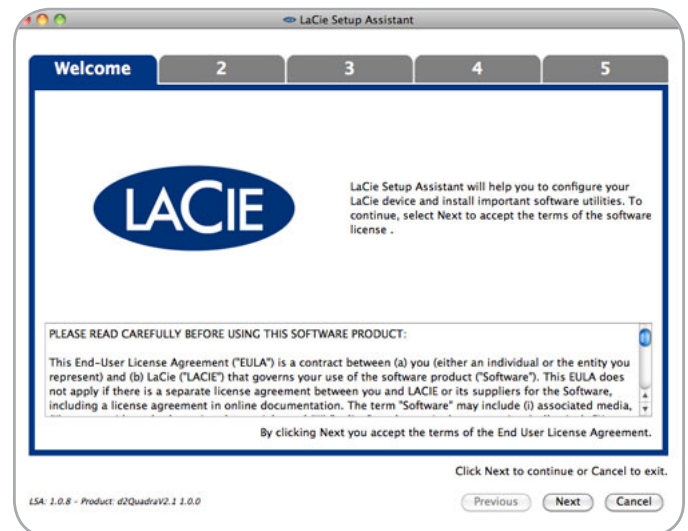 LaCie Setup Assistant
Welcome
2
3
4
5
LACIE
LaCie Setup Assistant will help you to configure your
LaCie device and install important software utilities. To
continue, select Next to accept the terms of the software
license .
PLEASE READ CAREFULLY BEFORE USING THIS SOFTWARE PRODUCT:
This End-User License Agreement ("EULA") is a contract between (a) you (either an individual or the entity you
represent) and (b) LaCie ("LACIE") that governs your use of the software product ("Software"). This EULA does
not apply if there is a separate license agreement between you and LACIE or its suppliers for the Software,
including a license agreement in online documentation. The term "Software" may include (i) associated media,
By clicking Next you accept the terms of the End User License Agreement.
Click Next to continue or Cancel to exit.
LSA: 1.0.8 - Product: d2QuadraV2.1 1.0.0
Previous
Next
Cancel